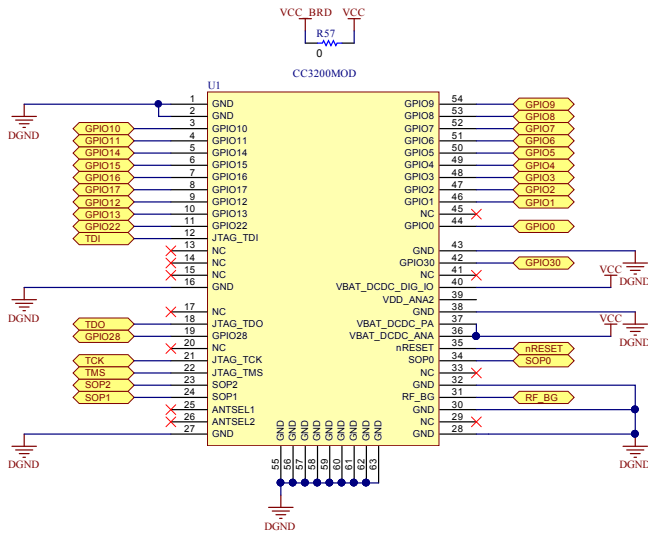 VCC_BRD VCC
R57
0
CC3200MOD
U1
1 GND GPIO9 54 GPIO9
2 GND GPIO8 53 GPIO8
DGND
GPIO10 3 GPIO10 GPIO7 52 GPIO7
GPIO11 4 GPIO11 GPIO6 51 GPIO6
GPIO14 5 GPIO14 GPIO5 50 GPIO5
GPIO15 6 GPIO15 GPIO4 49 GPIO4
GPIO16 7 GPIO16 GPIO3 48 GPIO3
GPIO17 8 GPIO17 GPIO2 47 GPIO2
GPIO12 9 GPIO12 GPIO1 46 GPIO1
GPIO13 10 GPIO13 NC 45
GPIO22 11 GPIO22 GPIO0 44 GPIO0
TDI 12 JTAG_TDI
13 NC GND 43
14 NC GPIO30 42 GPIO30
DGND
15 NC NC 41
VCC
16 GND VBAT_DCDC_DIG_IO 40
VDD_ANA2 39
DGND
17 NC GND 38
VCC
TDO 18 JTAG_TDO VBAT_DCDC_PA 37
GPIO28 19 GPIO28 VBAT_DCDC_ANA 36
DGND
20 NC nRESET 35 nRESET
TCK 21 JTAG_TCK SOP0 34 SOP0
TMS 22 JTAG_TMS NC 33
SOP2 23 SOP2 GND 32
SOP1 24 SOP1 RF_BG 31 RF_BG
25 ANTSEL1 GND 30
26 ANTSEL2 NC 29
27 GND GND 28
GND GND GND GND GND GND GND GND GND
55 56 57 58 59 60 61 62 63
DGND DGND
DGND